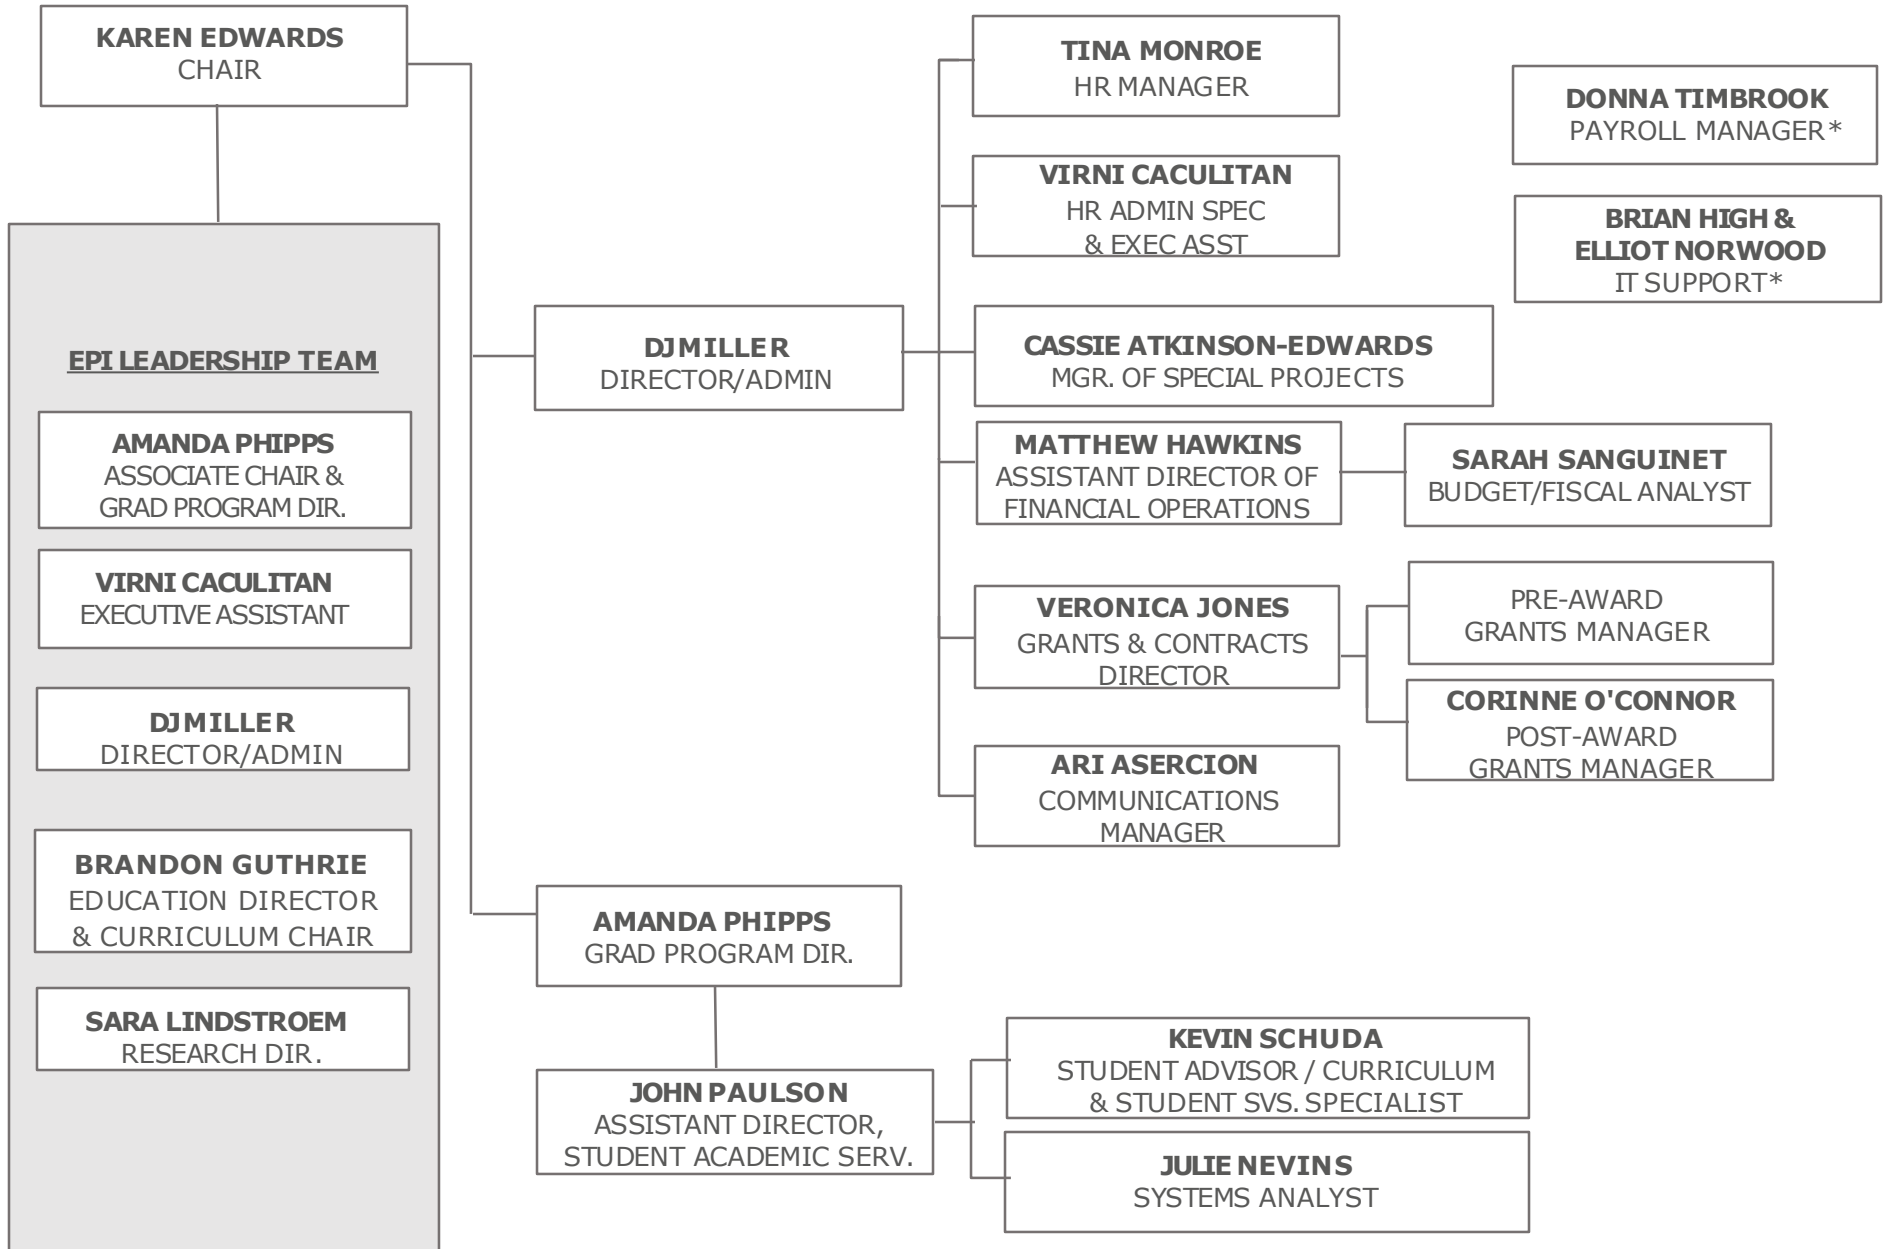 KAREN EDWARDS
CHAIR
EPI LEADERSHIP TEAM
AMANDA PHIPPS
ASSOCIATE CHAIR &
GRAD PROGRAM DIR.
VIRNI CACULITAN
EXECUTIVE ASSISTANT
DJ MILLER
DIRECTOR/ADMIN
BRANDON GUTHRIE
EDUCATION DIRECTOR
& CURRICULUM CHAIR
SARA LINDSTROEM
RESEARCH DIR.
DJ MILLER
DIRECTOR/ADMIN
TINA MONROE
HR MANAGER
VIRNI CACULITAN
HR ADMIN SPEC
& EXEC ASST
CASSIE ATKINSON-EDWARDS
MGR. OF SPECIAL PROJECTS
MATTHEW HAWKINS
ASSISTANT DIRECTOR OF
FINANCIAL OPERATIONS
SARAH SANGUINET
BUDGET/FISCAL ANALYST
VERONICA JONES
GRANTS & CONTRACTS
DIRECTOR
PRE-AWARD
GRANTS MANAGER
CORINNE O'CONNOR
POST-AWARD
GRANTS MANAGER
ARI ASERCION
COMMUNICATIONS
MANAGER
AMANDA PHIPPS
GRAD PROGRAM DIR.
JOHN PAULSON
ASSISTANT DIRECTOR,
STUDENT ACADEMIC SERV.
KEVIN SCHUDA
STUDENT ADVISOR / CURRICULUM
& STUDENT SVS. SPECIALIST
JULIE NEVINS
SYSTEMS ANALYST
DONNA TIMBROOK
PAYROLL MANAGER*
BRIAN HIGH &
ELLIOT NORWOOD
IT SUPPORT*